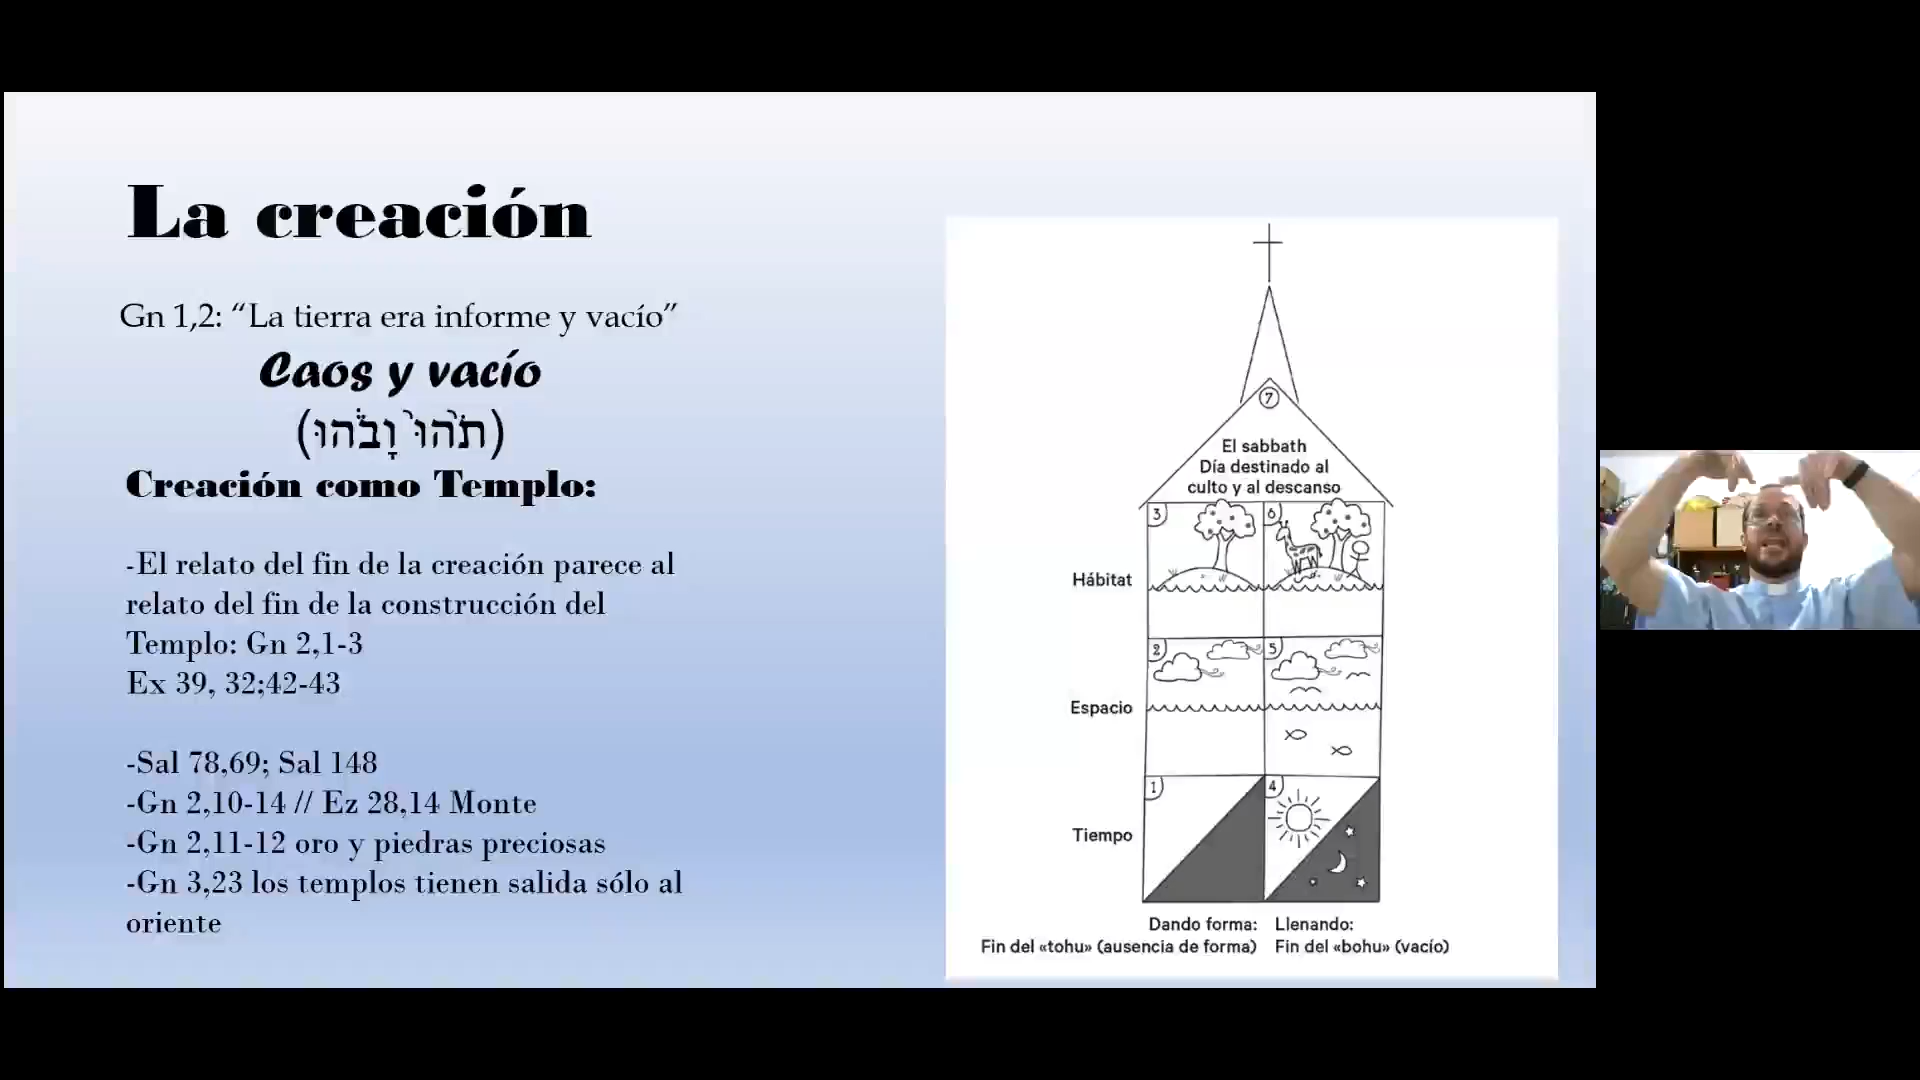 La creación
Gn 1,2: “La tierra era informe y vacío”
Caos y vacío
(תֹ֙הוּ֙ וָבֹ֔הוּ)
Creación como Templo:
-El relato del fin de la creación parece al
relato del fin de la construcción del
Templo: Gn 2,1-3
Ex 39, 32;42-43
-Sal 78,69; Sal 148
-Gn 2,10-14 // Ez 28,14 Monte
-Gn 2,11-12 oro y piedras preciosas
-Gn 3,23 los templos tienen salida sólo al
oriente
7
El sabbath
Día destinado al
culto y al descanso
3 6
Hábitat
2 5
Espacio
1 4
Tiempo
Dando forma: Llenando:
Fin del «tohu» (ausencia de forma) Fin del «bohu» (vacío)